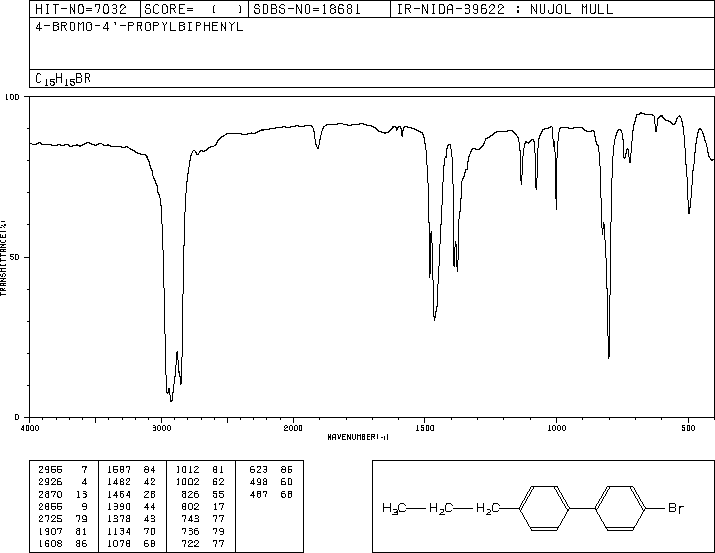 HIT-NO=7032 SCORE= ( ) SDBS-NO=18681 IR-NIDA-39622 : NUJOL MULL
4-BROMO-4'-PROPYLBIPHENYL
C15H15BR
100
50
0
TRANSMITTANCE(%)
4000 3000 2000 1500 1000 500
WAVENUMBER(-1)
2956 7 1587 84 1012 81 623 86
2926 4 1482 42 1002 62 498 60
2870 13 1464 28 826 55 487 68
2855 9 1390 44 802 17
2725 79 1378 43 743 77
1907 81 1134 70 736 79
1608 86 1078 68 722 77
H3C H2C H2C Br